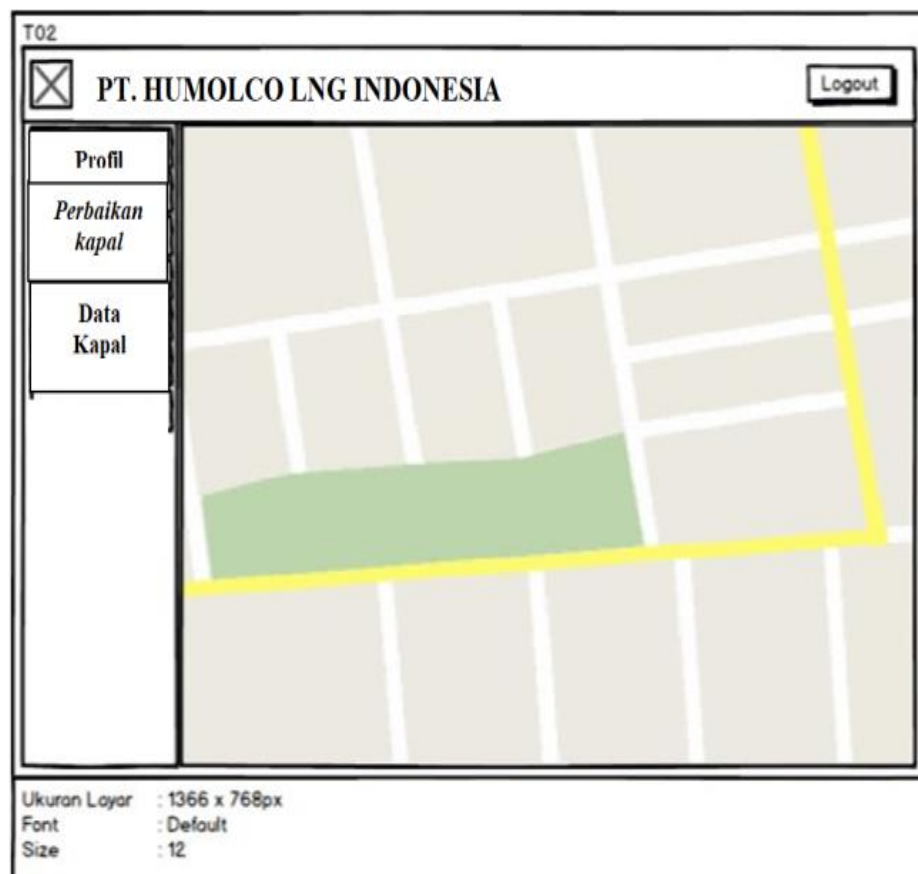 T02
PT. HUMOLCO LNG INDONESIA
Logout
Profil
Perbaikan
kapal
Data
Kapal
Ukuran Layar : 1366 x 768px
Font : Default
Size : 12